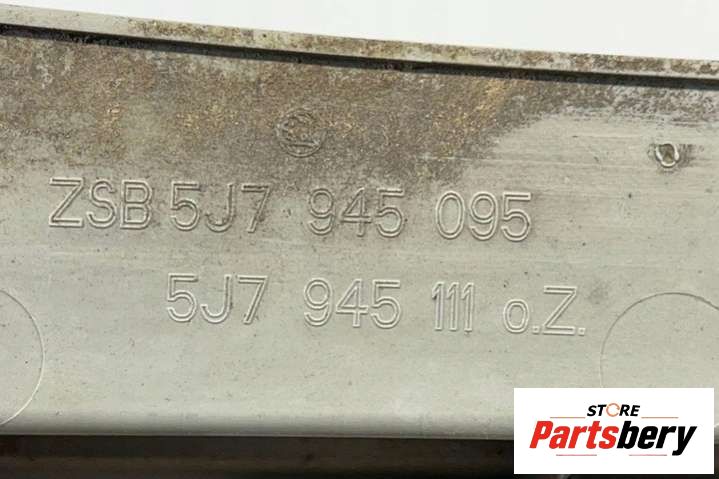 ZSB 5J7 945 095
5J7 945 111 o.Z.
STORE
Partsbery